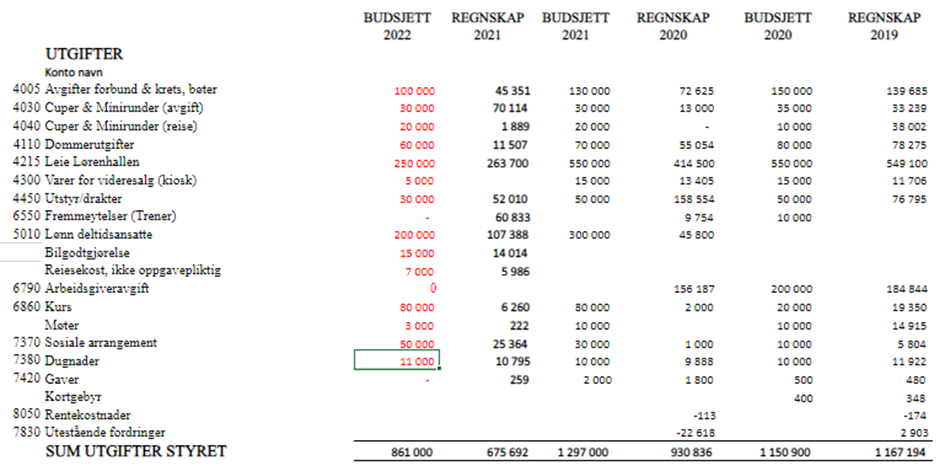 BUDSJETT REGNSKAP BUDSJETT REGNSKAP BUDSJETT REGNSKAP
2022 2021 2021 2020 2020 2019
UTGIFTER
Konto navn
4005 Avgifter forbund & krets, bøter 100 000 45 351 130 000 72 625 150 000 139 685
4030 Cuper & Minirunder (avgift) 30 000 70 114 30 000 13 000 35 000 33 239
4040 Cuper & Minirunder (reise) 20 000 1 889 20 000 - 10 000 38 002
4110 Dommerutgifter 60 000 11 507 70 000 55 054 80 000 78 275
4215 Leie Lørenhallen 250 000 263 700 550 000 414 500 550 000 549 100
4300 Varer for videresalg (kiosk) 5 000 15 000 13 405 15 000 11 706
4450 Utstyr/drakter 30 000 52 010 50 000 158 554 50 000 76 795
6550 Fremmeytelser (Trener) - 60 833 9 754 10 000
5010 Lønn deltidsansatte 200 000 107 388 300 000 45 800
Bilgodtgjørelse 15 000 14 014
Reiesekost, ikke oppgavepliktig 7 000 5 986
6790 Arbeidsgiveravgift 0 156 187 200 000 184 844
6860 Kurs 80 000 6 260 80 000 2 000 20 000 19 350
Møter 3 000 222 10 000 10 000 14 915
7370 Sosiale arrangement 50 000 25 364 30 000 1 000 10 000 5 804
7380 Dugnader 11 000 10 795 10 000 9 888 10 000 11 922
7420 Gaver - 259 2 000 1 800 500 480
Kortgebyr 400 348
8050 Rentekostnader -113 -174
7830 Utestående fordringer -22 618 2 903
SUM UTGIFTER STYRET 861 000 675 692 1 297 000 930 836 1 150 900 1 167 194